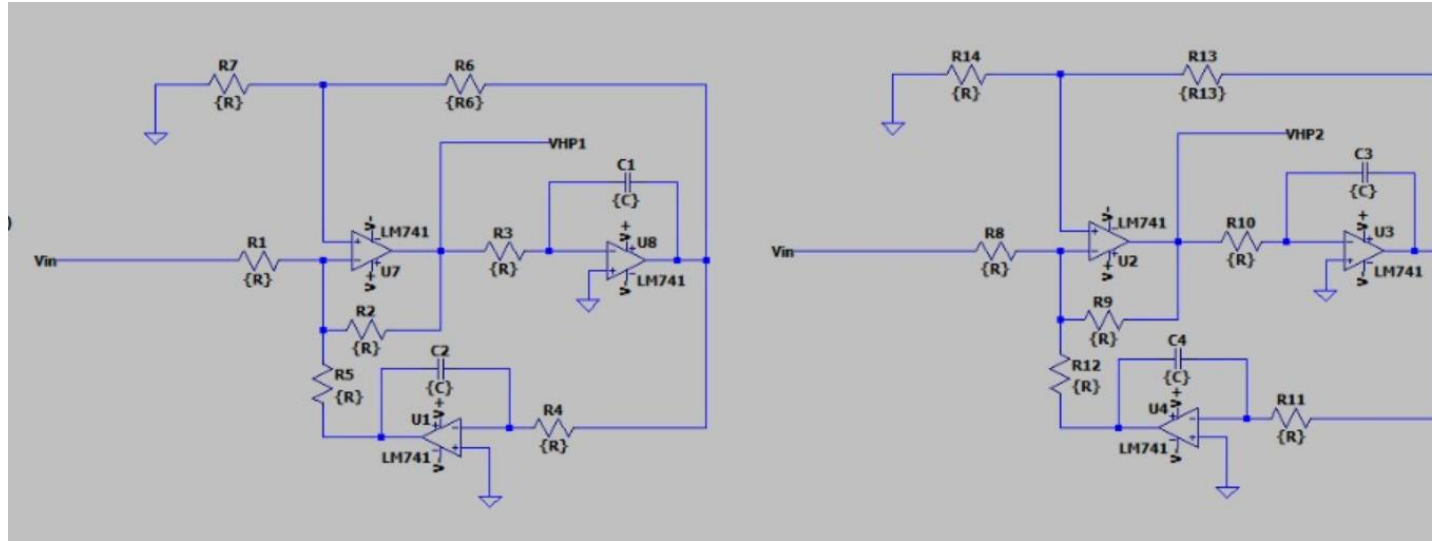 R7
{R}
R6
{R6}
VHP1
C1
{C}
V-
LM741
U7
V+
R3
{R}
V+
U8
LM741
V-
)
Vin
R1
{R}
R2
{R}
R5
{R}
C2
{C}
V+
U1
LM741
V-
R4
{R}
R14
{R}
R13
{R13}
VHP2
C3
{C}
V-
LM741
U2
V+
R10
{R}
V+
U3
LM741
V-
Vin
R8
{R}
R9
{R}
R12
{R}
C4
{C}
V+
U4
LM741
V-
R11
{R}